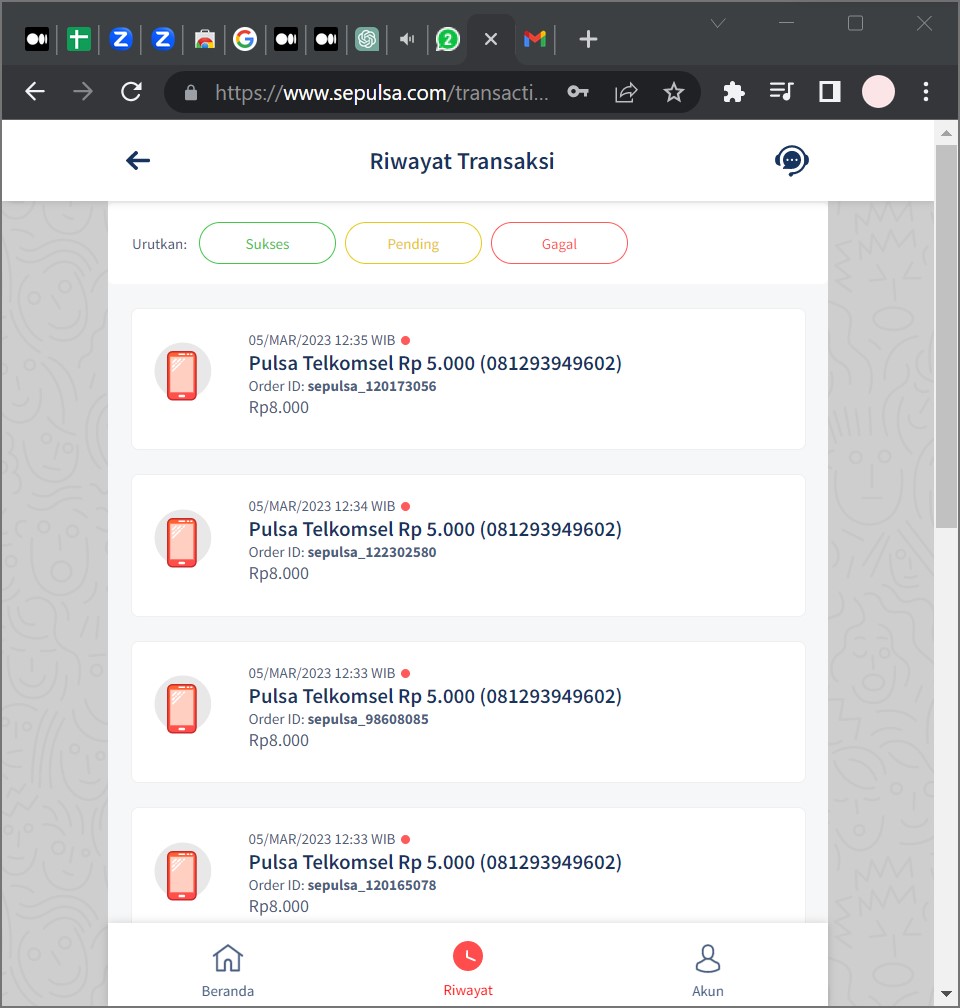 2
https://www.sepulsa.com/transacti...
Riwayat Transaksi
Urutkan: Sukses Pending Gagal
05/MAR/2023 12:35 WIB
Pulsa Telkomsel Rp 5.000 (081293949602)
Order ID: sepulsa_120173056
Rp8.000
05/MAR/2023 12:34 WIB
Pulsa Telkomsel Rp 5.000 (081293949602)
Order ID: sepulsa_122302580
Rp8.000
05/MAR/2023 12:33 WIB
Pulsa Telkomsel Rp 5.000 (081293949602)
Order ID: sepulsa_98608085
Rp8.000
05/MAR/2023 12:33 WIB
Pulsa Telkomsel Rp 5.000 (081293949602)
Order ID: sepulsa_120165078
Rp8.000
Beranda Riwayat Akun